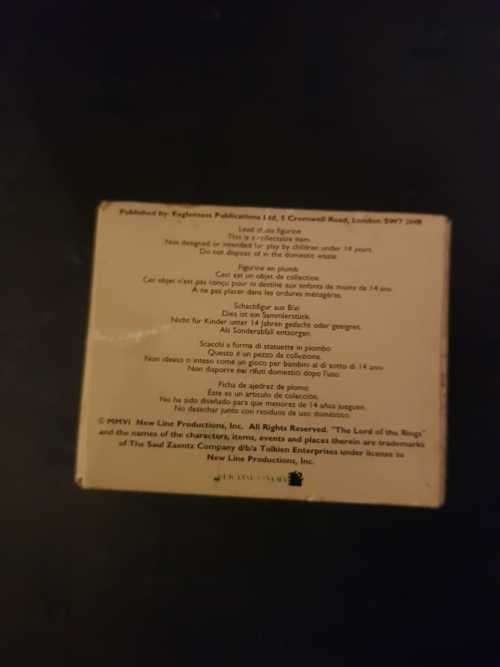 Published by: Eaglemoss Publications Ltd, 5 Cromwell Road, London SW7 2HR
Lead chess figurine
This is a collectable item.
Not designed or intended for play by children under 14 years.
Do not dispose of in the domestic waste.
Figurine en plomb
Ceci est un objet de collection.
Cet objet n'est pas conçu pour ni destiné aux enfants de moins de 14 ans.
A ne pas placer dans les ordures ménagères.
Schachfigur aus Blei
Dies ist ein Sammlerstück.
Nicht für Kinder unter 14 Jahren gedacht oder geeignet.
Als Sonderabfall entsorgen.
Scacchi a forma di statuette in piombo
Questo è un pezzo da collezione.
Non ideato o inteso come un gioco per bambini al di sotto di 14 anni
Non disporre nei rifiuti domestici dopo l'uso.
Ficha de ajedrez de plomo
Éste es un artículo de colección.
No ha sido diseñado para que menores de 14 años jueguen.
No desechar junto con residuos de uso doméstico.
© MMVI New Line Productions, Inc. All Rights Reserved. "The Lord of the Rings"
and the names of the characters, items, events and places therein are trademarks
of The Saul Zaentz Company d/b/a Tolkien Enterprises under license to
New Line Productions, Inc.
NEW LINE CINEMA